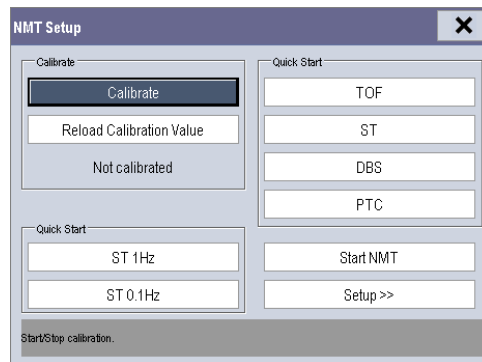 NMT Setup
Calibrate
Calibrate
Reload Calibration Value
Not calibrated
Quick Start
TOF
ST
DBS
PTC
Quick Start
ST 1Hz
ST 0.1Hz
Start NMT
Setup >>
Start/Stop calibration.